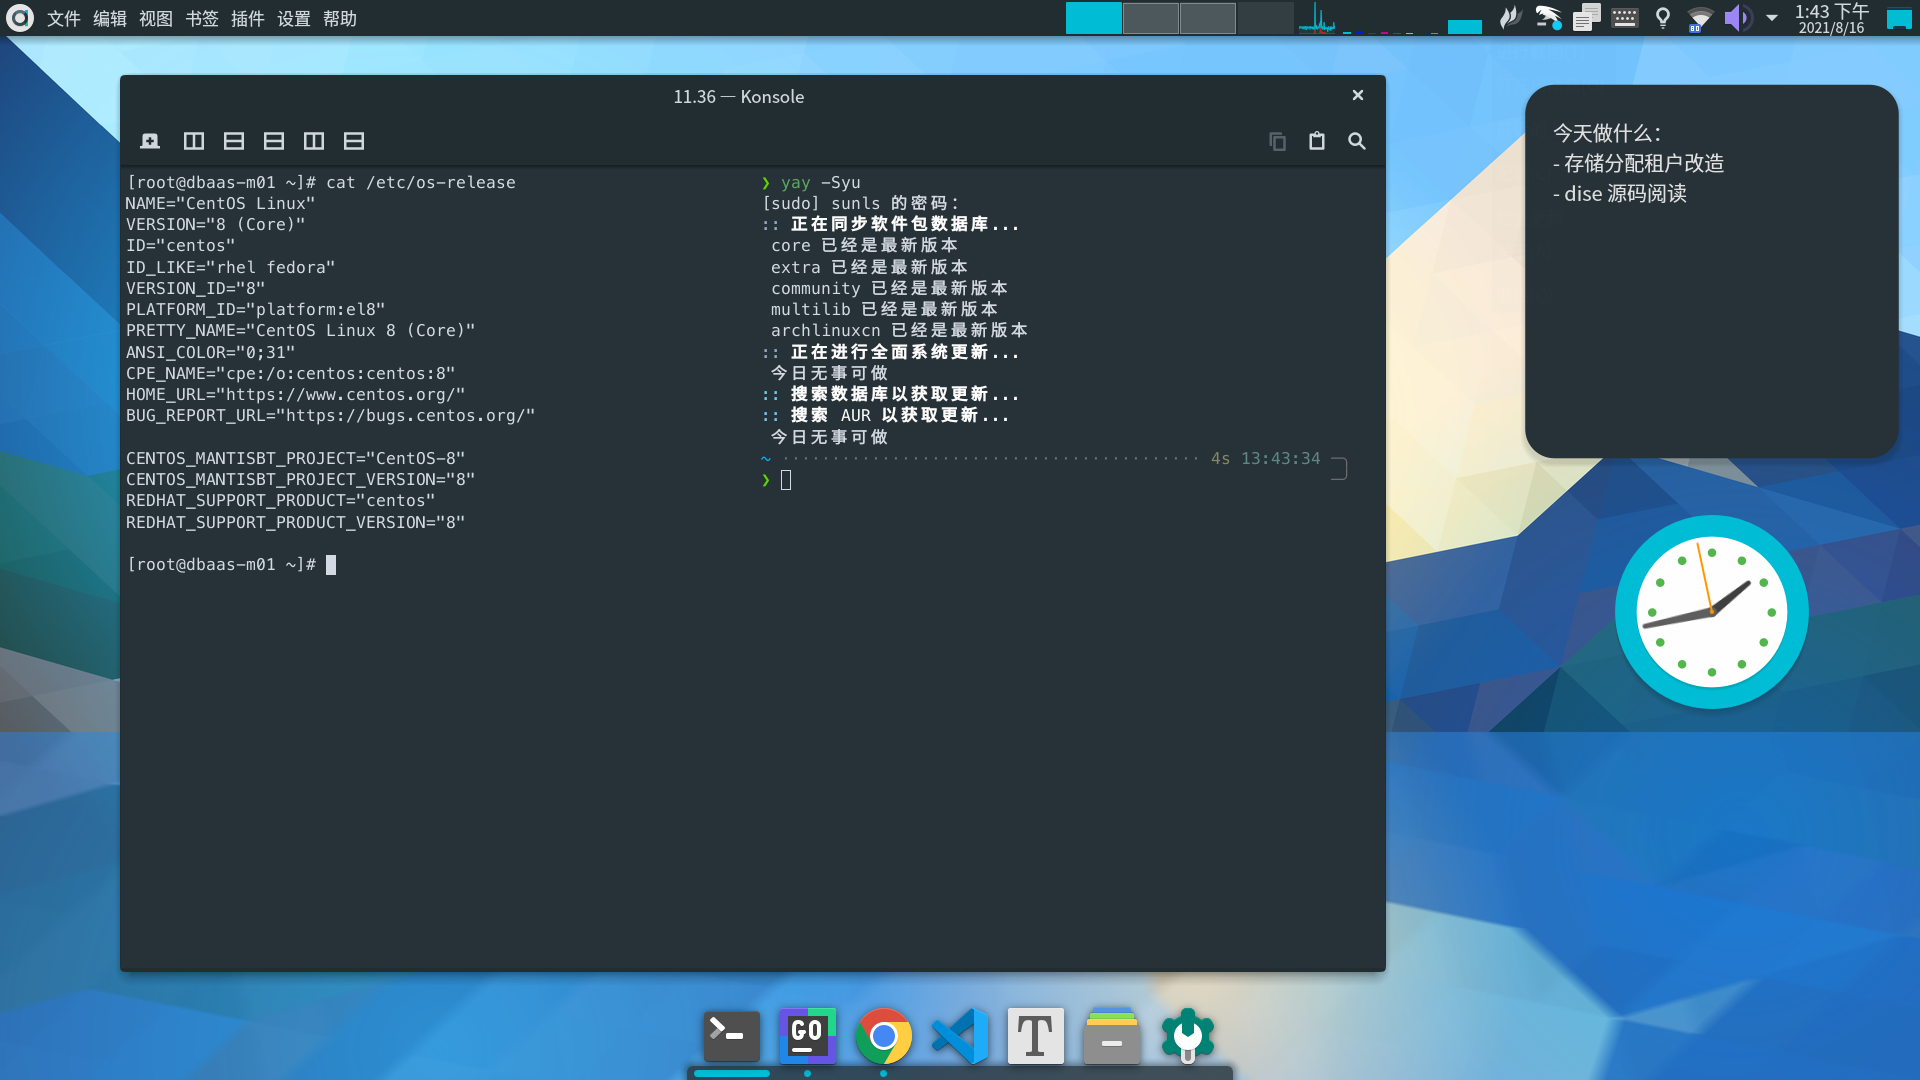 文件 编辑 视图 书签 插件 设置 帮助
1:43 下午
2021/8/16
11.36 — Konsole
[root@dbaas-m01 ~]# cat /etc/os-release
NAME="CentOS Linux"
VERSION="8 (Core)"
ID="centos"
ID_LIKE="rhel fedora"
VERSION_ID="8"
PLATFORM_ID="platform:el8"
PRETTY_NAME="CentOS Linux 8 (Core)"
ANSI_COLOR="0;31"
CPE_NAME="cpe:/o:centos:centos:8"
HOME_URL="https://www.centos.org/"
BUG_REPORT_URL="https://bugs.centos.org/"
CENTOS_MANTISBT_PROJECT="CentOS-8"
CENTOS_MANTISBT_PROJECT_VERSION="8"
REDHAT_SUPPORT_PRODUCT="centos"
REDHAT_SUPPORT_PRODUCT_VERSION="8"
[root@dbaas-m01 ~]#
❯ yay -Syu
[sudo] sunls 的密码：
:: 正在同步软件包数据库...
core 已经是最新版本
extra 已经是最新版本
community 已经是最新版本
multilib 已经是最新版本
archlinuxcn 已经是最新版本
:: 正在进行全面系统更新...
今日无事可做
:: 搜索数据库以获取更新...
:: 搜索 AUR 以获取更新...
今日无事可做
~ ·········································· 4s 13:43:34
❯
今天做什么：
- 存储分配租户改造
- dise 源码阅读
GO
T